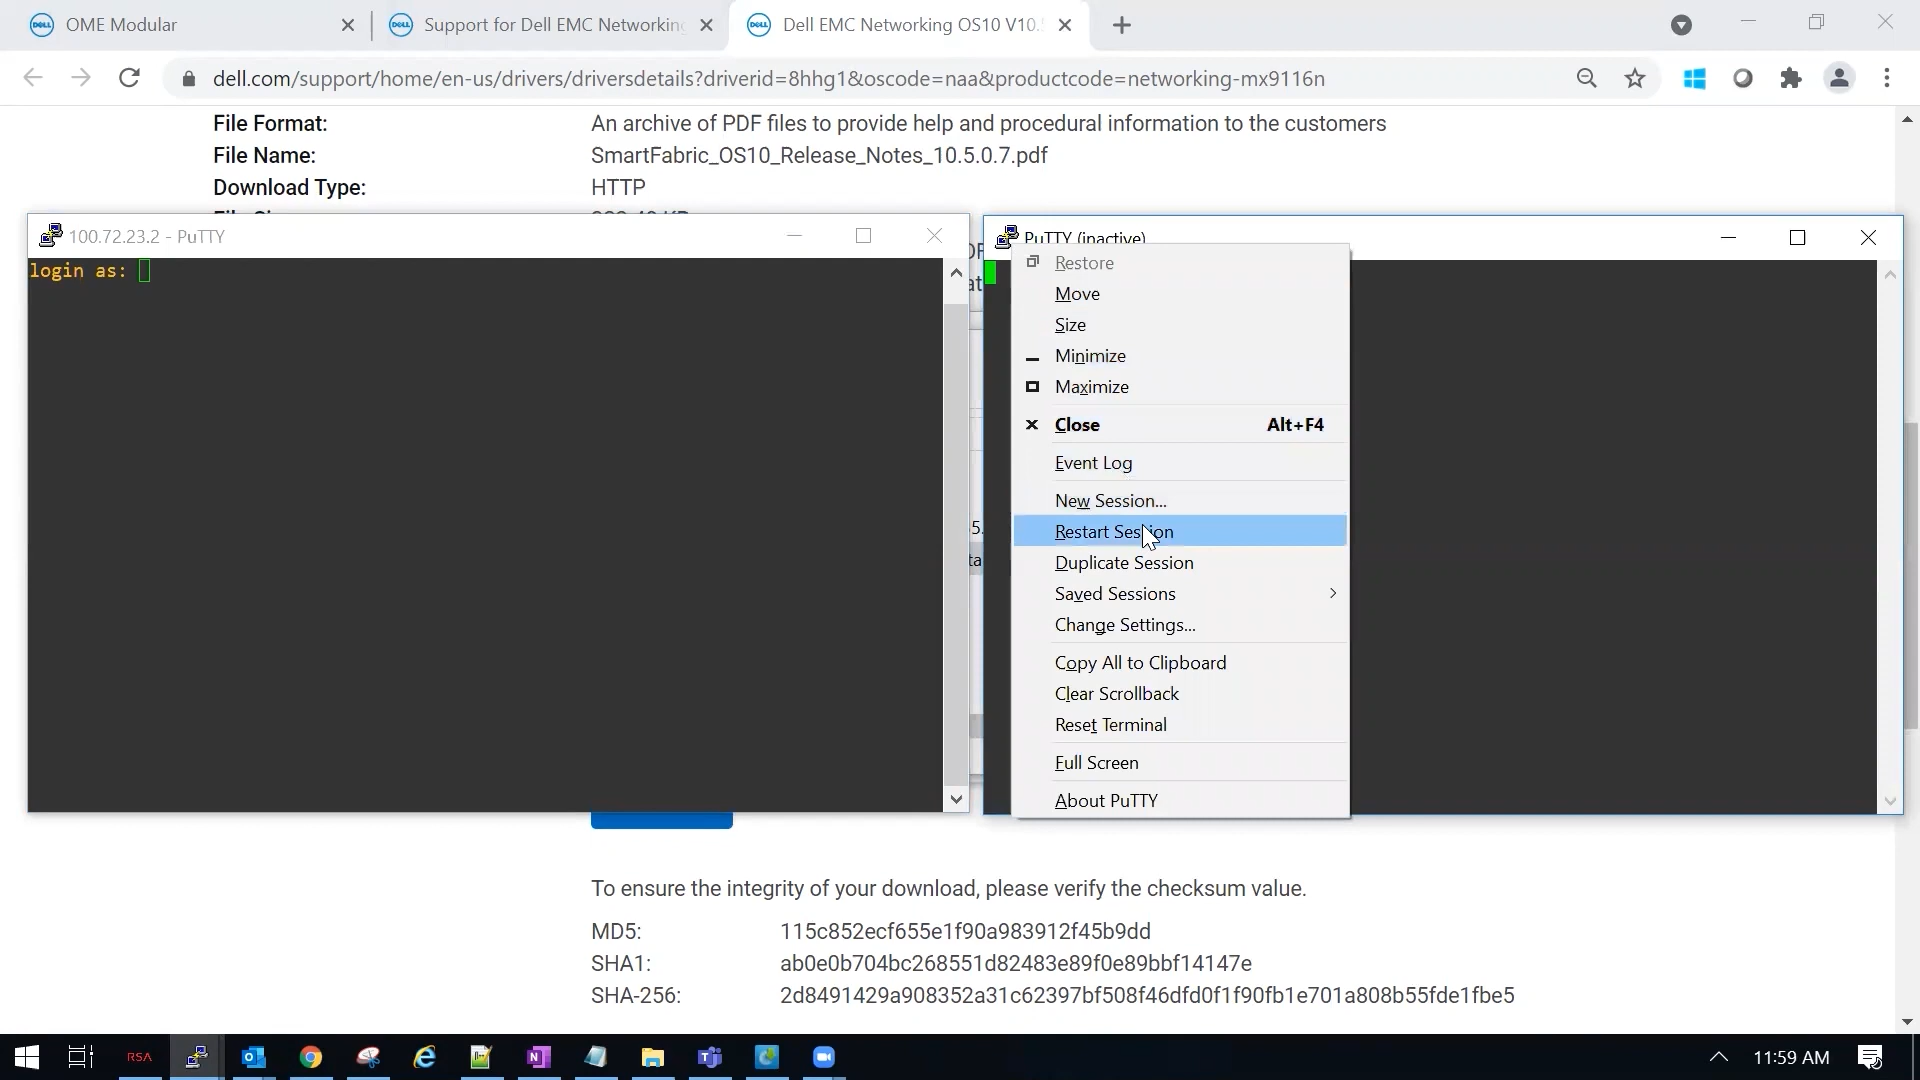 OME Modular
Support for Dell EMC Networking
Dell EMC Networking OS10 V10.
dell.com/support/home/en-us/drivers/driversdetails?driverid=8hhg1&oscode=naa&productcode=networking-mx9116n
File Format: An archive of PDF files to provide help and procedural information to the customers
File Name: SmartFabric_OS10_Release_Notes_10.5.0.7.pdf
Download Type: HTTP
100.72.23.2 - PuTTY
login as:
PuTTY (inactive)
Restore
Move
Size
Minimize
Maximize
Close Alt+F4
Event Log
New Session...
Restart Session
Duplicate Session
Saved Sessions
Change Settings...
Copy All to Clipboard
Clear Scrollback
Reset Terminal
Full Screen
About PuTTY
To ensure the integrity of your download, please verify the checksum value.
MD5: 115c852ecf655e1f90a983912f45b9dd
SHA1: ab0e0b704bc268551d82483e89f0e89bbf14147e
SHA-256: 2d8491429a908352a31c62397bf508f46dfd0f1f90fb1e701a808b55fde1fbe5
RSA
11:59 AM